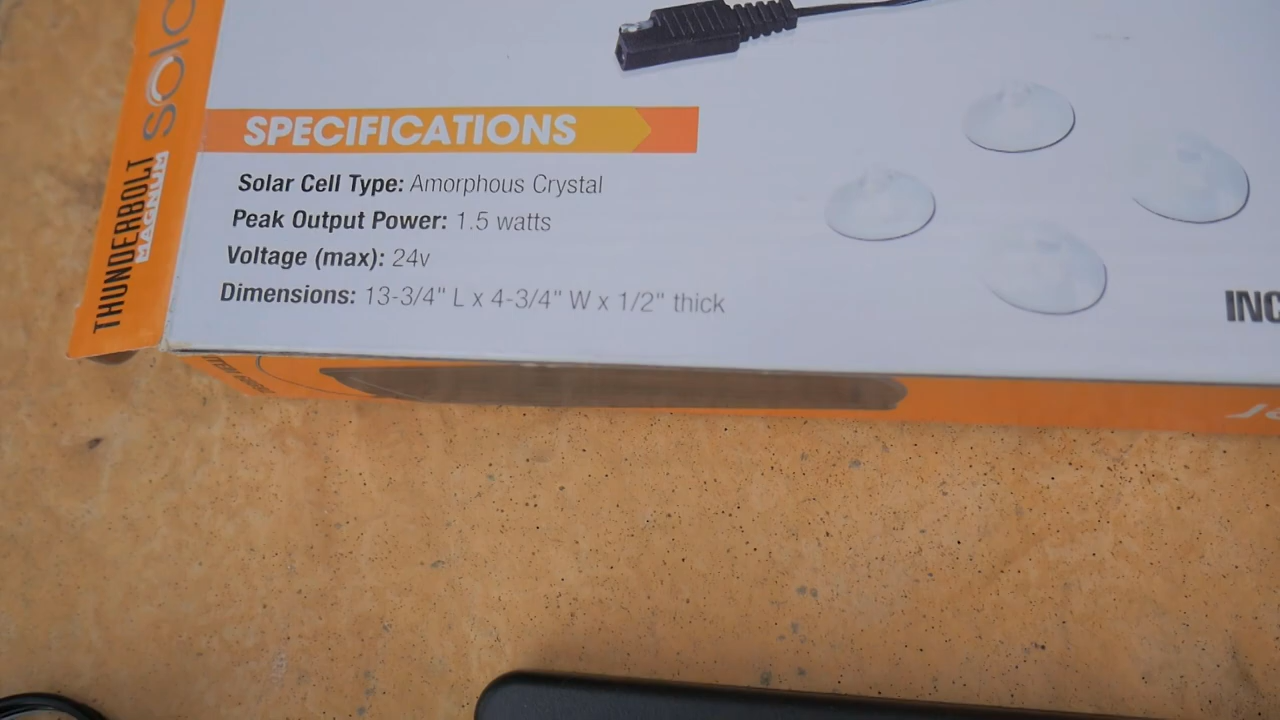 SPECIFICATIONS
Solar Cell Type: Amorphous Crystal
Peak Output Power: 1.5 watts
Voltage (max): 24v
Dimensions: 13-3/4" L x 4-3/4" W x 1/2" thick
THUNDERBOLT
MAGNUM